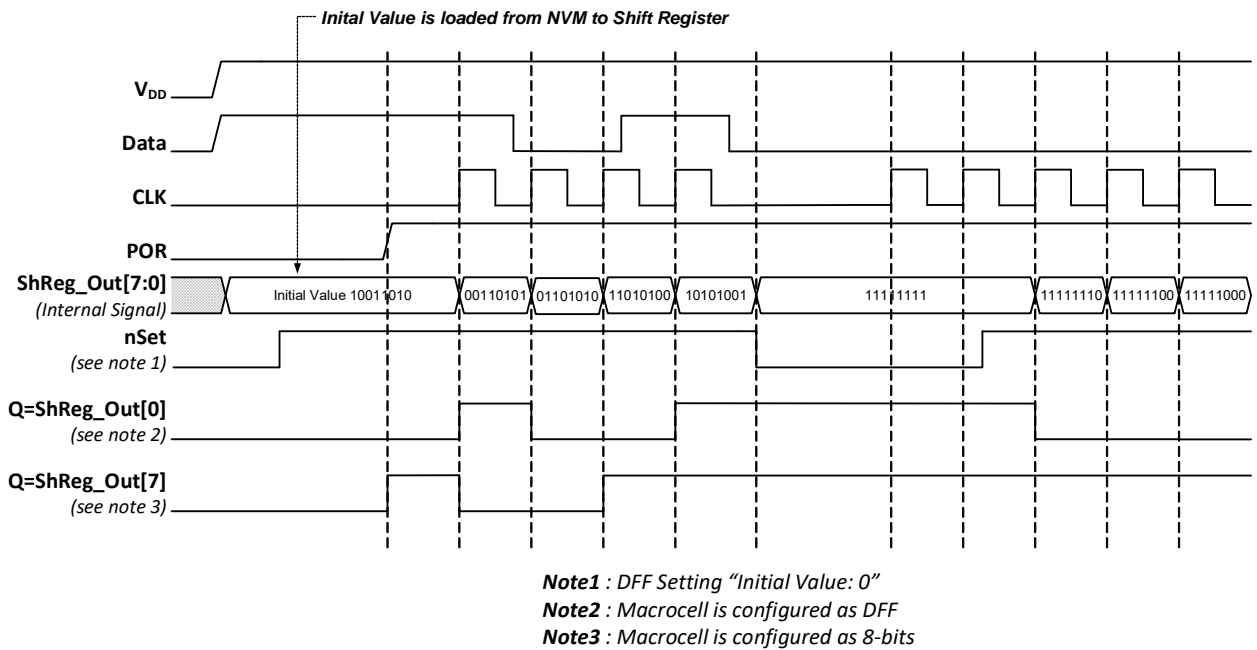 Inital Value is loaded from NVM to Shift Register
VDD
Data
CLK
POR
ShReg_Out[7:0]
(Internal Signal)
Initial Value 10011010
00110101
01101010
11010100
10101001
11111111
11111110
11111100
11111000
nSet
(see note 1)
Q=ShReg_Out[0]
(see note 2)
Q=ShReg_Out[7]
(see note 3)
Note1 : DFF Setting “Initial Value: 0”
Note2 : Macrocell is configured as DFF
Note3 : Macrocell is configured as 8-bits